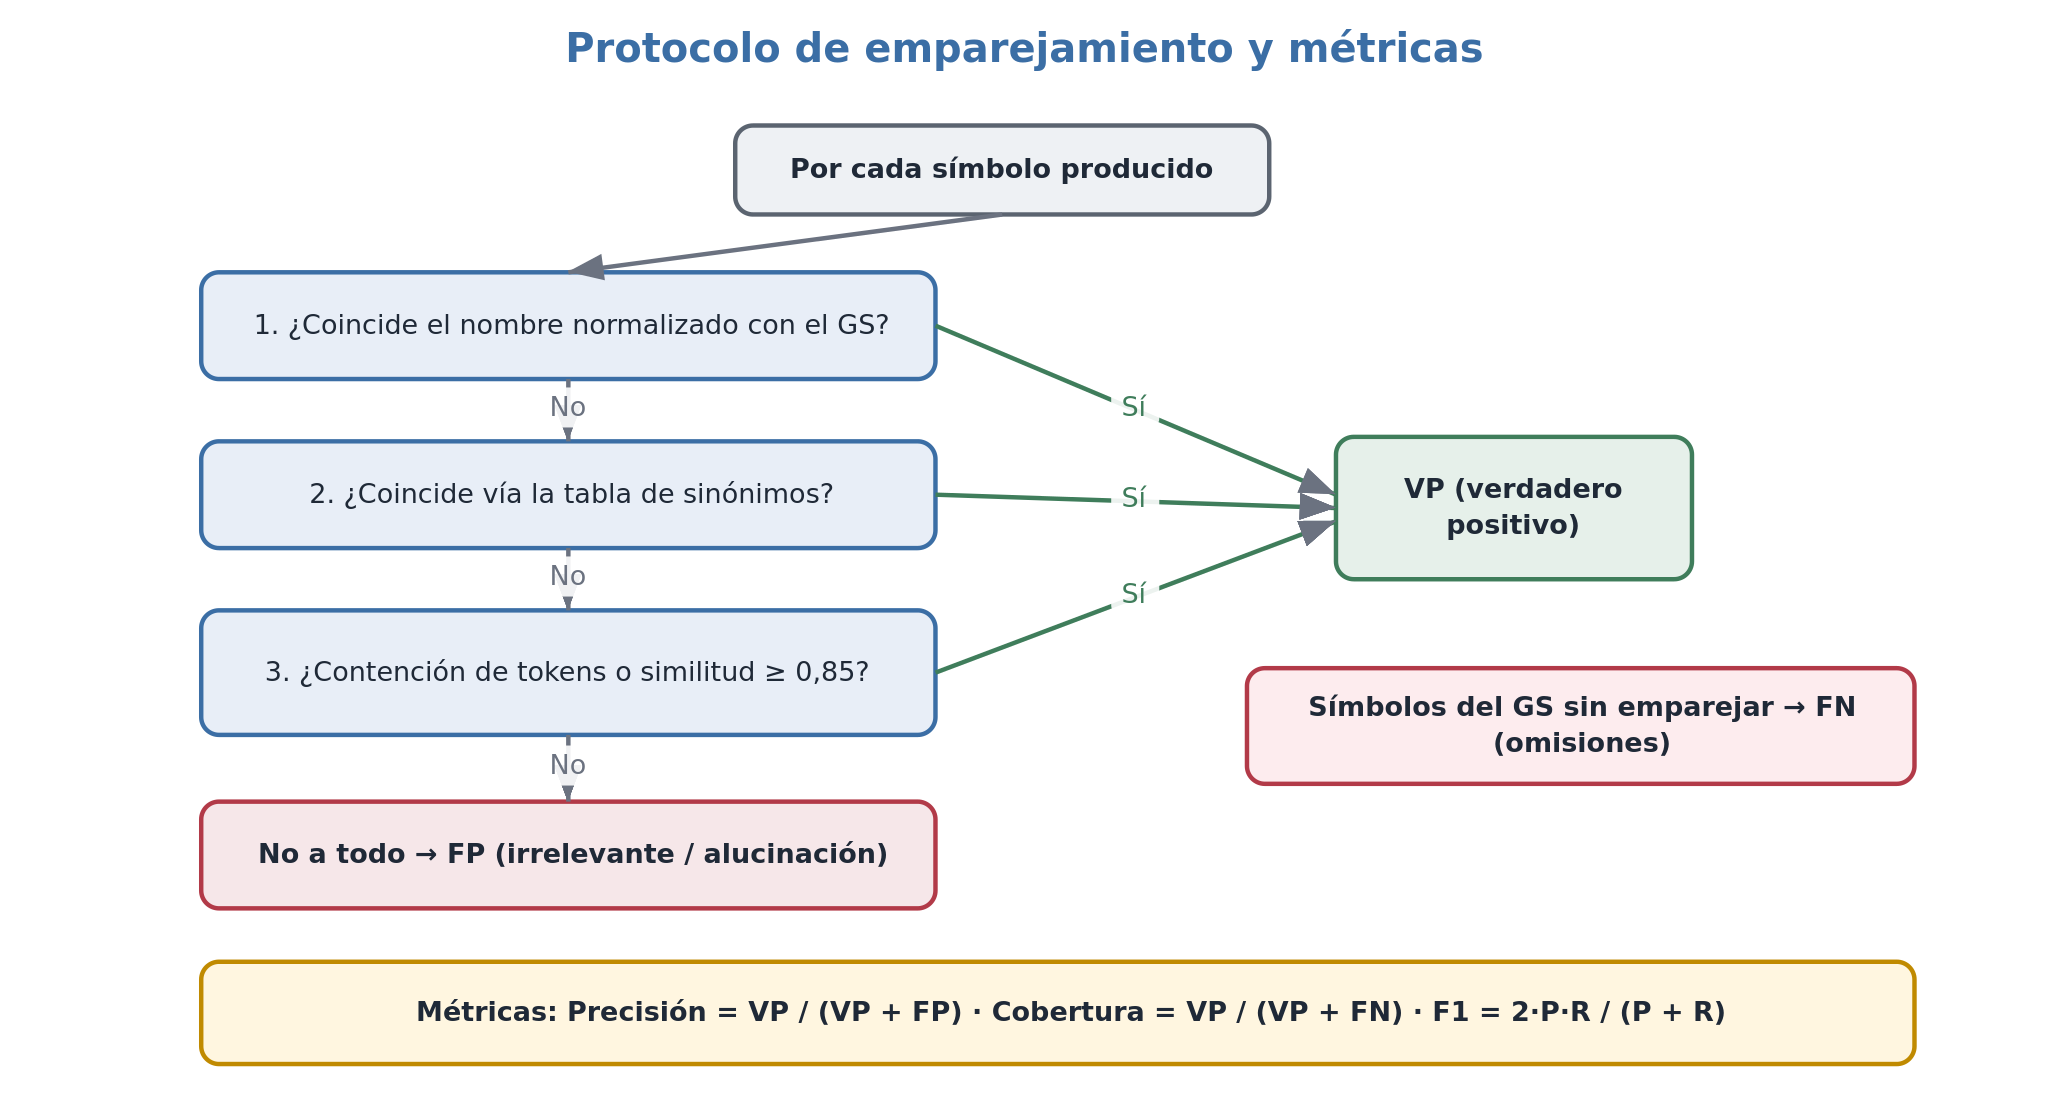 Protocolo de emparejamiento y métricas
Por cada símbolo producido
1. ¿Coincide el nombre normalizado con el GS?
No
Sí
2. ¿Coincide vía la tabla de sinónimos?
Sí
VP (verdadero
positivo)
No
Sí
3. ¿Contención de tokens o similitud ≥ 0,85?
Símbolos del GS sin emparejar → FN
(omisiones)
No
No a todo → FP (irrelevante / alucinación)
Métricas: Precisión = VP / (VP + FP) · Cobertura = VP / (VP + FN) · F1 = 2·P·R / (P + R)